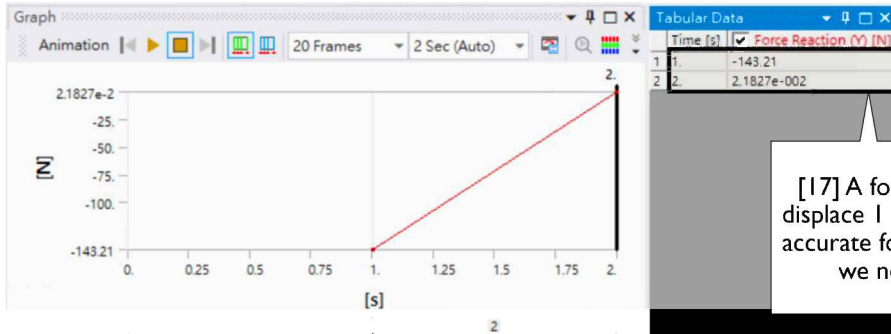 Graph
Animation 20 Frames 2 Sec (Auto)
2.
2.1827e-2
-25.
-50.
-75.
-100.
-143.21
[N]
0. 0.25 0.5 0.75 1. 1.25 1.5 1.75 2.
[s]
2
Tabular Data
Time [s] Force Reaction (Y) [N]
1 1. -143.21
2 2. 2.1827e-002
[17] A fo
displace 1
accurate fo
we n